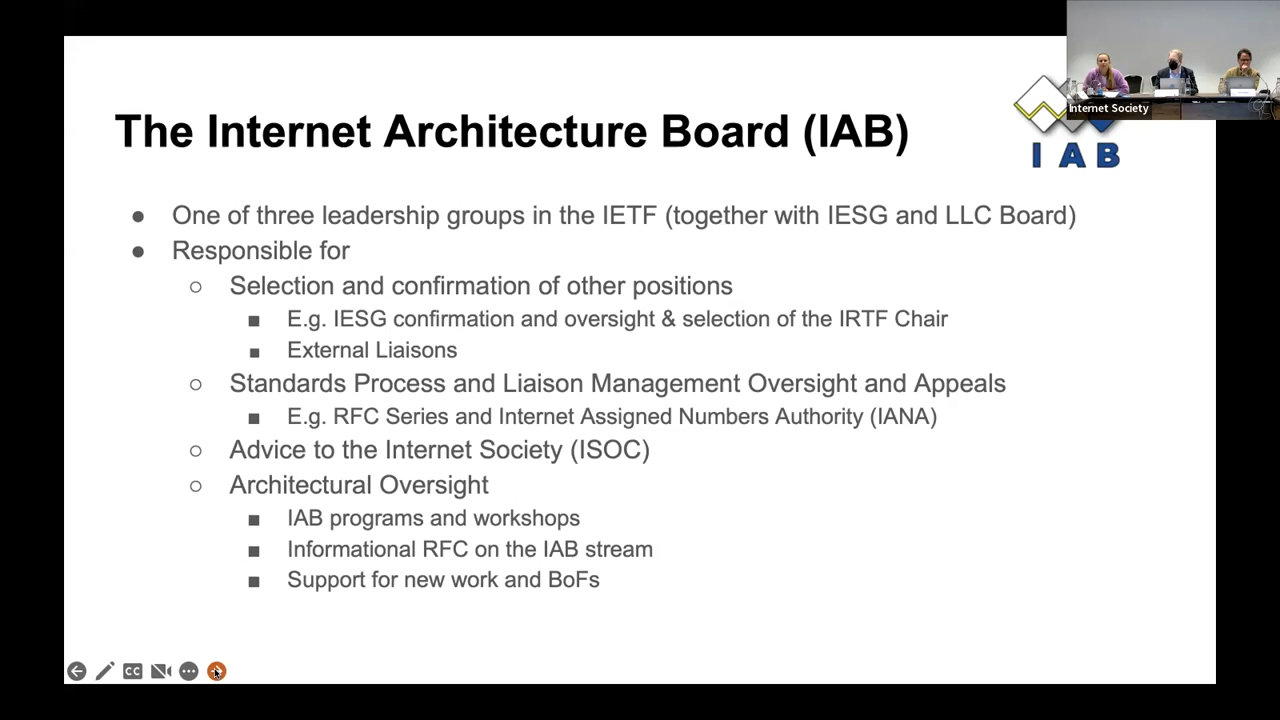 The Internet Architecture Board (IAB)
Internet Society
I A B
● One of three leadership groups in the IETF (together with IESG and LLC Board)
● Responsible for
○ Selection and confirmation of other positions
■ E.g. IESG confirmation and oversight & selection of the IRTF Chair
■ External Liaisons
○ Standards Process and Liaison Management Oversight and Appeals
■ E.g. RFC Series and Internet Assigned Numbers Authority (IANA)
○ Advice to the Internet Society (ISOC)
○ Architectural Oversight
■ IAB programs and workshops
■ Informational RFC on the IAB stream
■ Support for new work and BoFs
CC